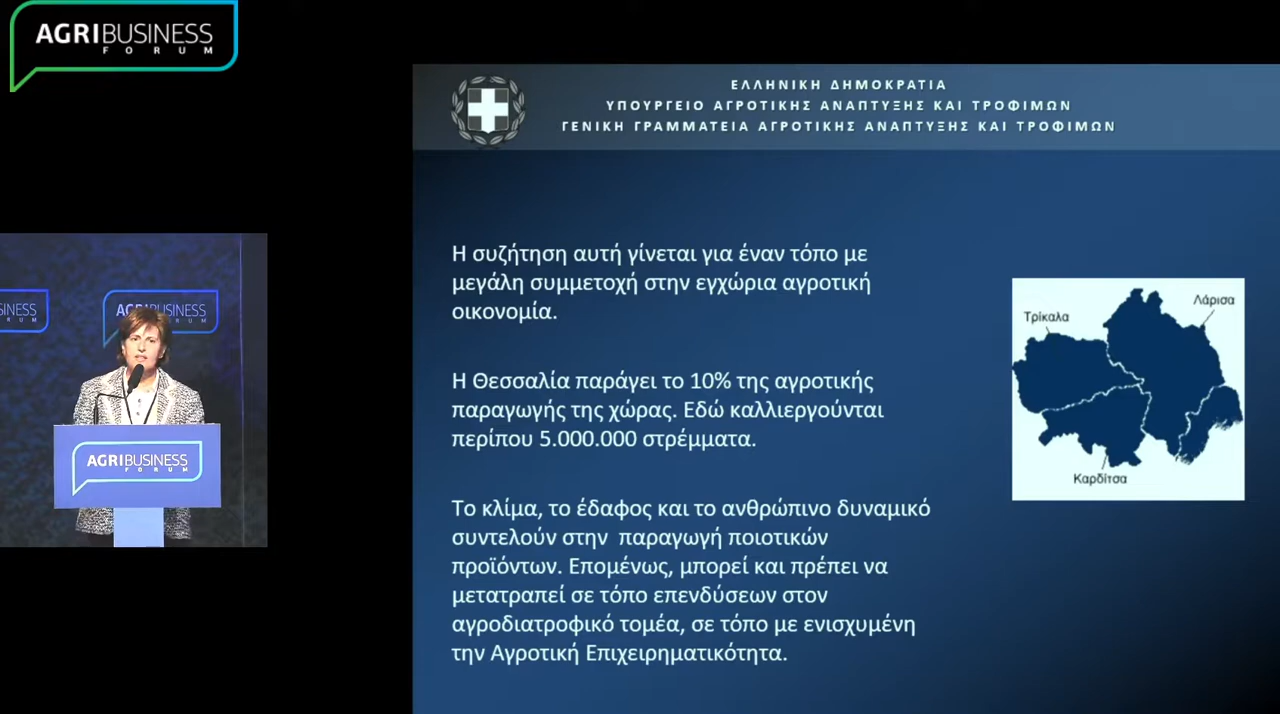 AGRIBUSINESS
FORUM
ΕΛΛΗΝΙΚΗ ΔΗΜΟΚΡΑΤΙΑ
ΥΠΟΥΡΓΕΙΟ ΑΓΡΟΤΙΚΗΣ ΑΝΑΠΤΥΞΗΣ ΚΑΙ ΤΡΟΦΙΜΩΝ
ΓΕΝΙΚΗ ΓΡΑΜΜΑΤΕΙΑ ΑΓΡΟΤΙΚΗΣ ΑΝΑΠΤΥΞΗΣ ΚΑΙ ΤΡΟΦΙΜΩΝ
Η συζήτηση αυτή γίνεται για έναν τόπο με
μεγάλη συμμετοχή στην εγχώρια αγροτική
οικονομία.
Η Θεσσαλία παράγει το 10% της αγροτικής
παραγωγής της χώρας. Εδώ καλλιεργούνται
περίπου 5.000.000 στρέμματα.
Το κλίμα, το έδαφος και το ανθρώπινο δυναμικό
συντελούν στην παραγωγή ποιοτικών
προϊόντων. Επομένως, μπορεί και πρέπει να
μετατραπεί σε τόπο επενδύσεων στον
αγροδιατροφικό τομέα, σε τόπο με ενισχυμένη
την Αγροτική Επιχειρηματικότητα.
Λάρισα
Τρίκαλα
Καρδίτσα
AGRIBUSINESS
FORUM
AGRIBUSINESS
FORUM